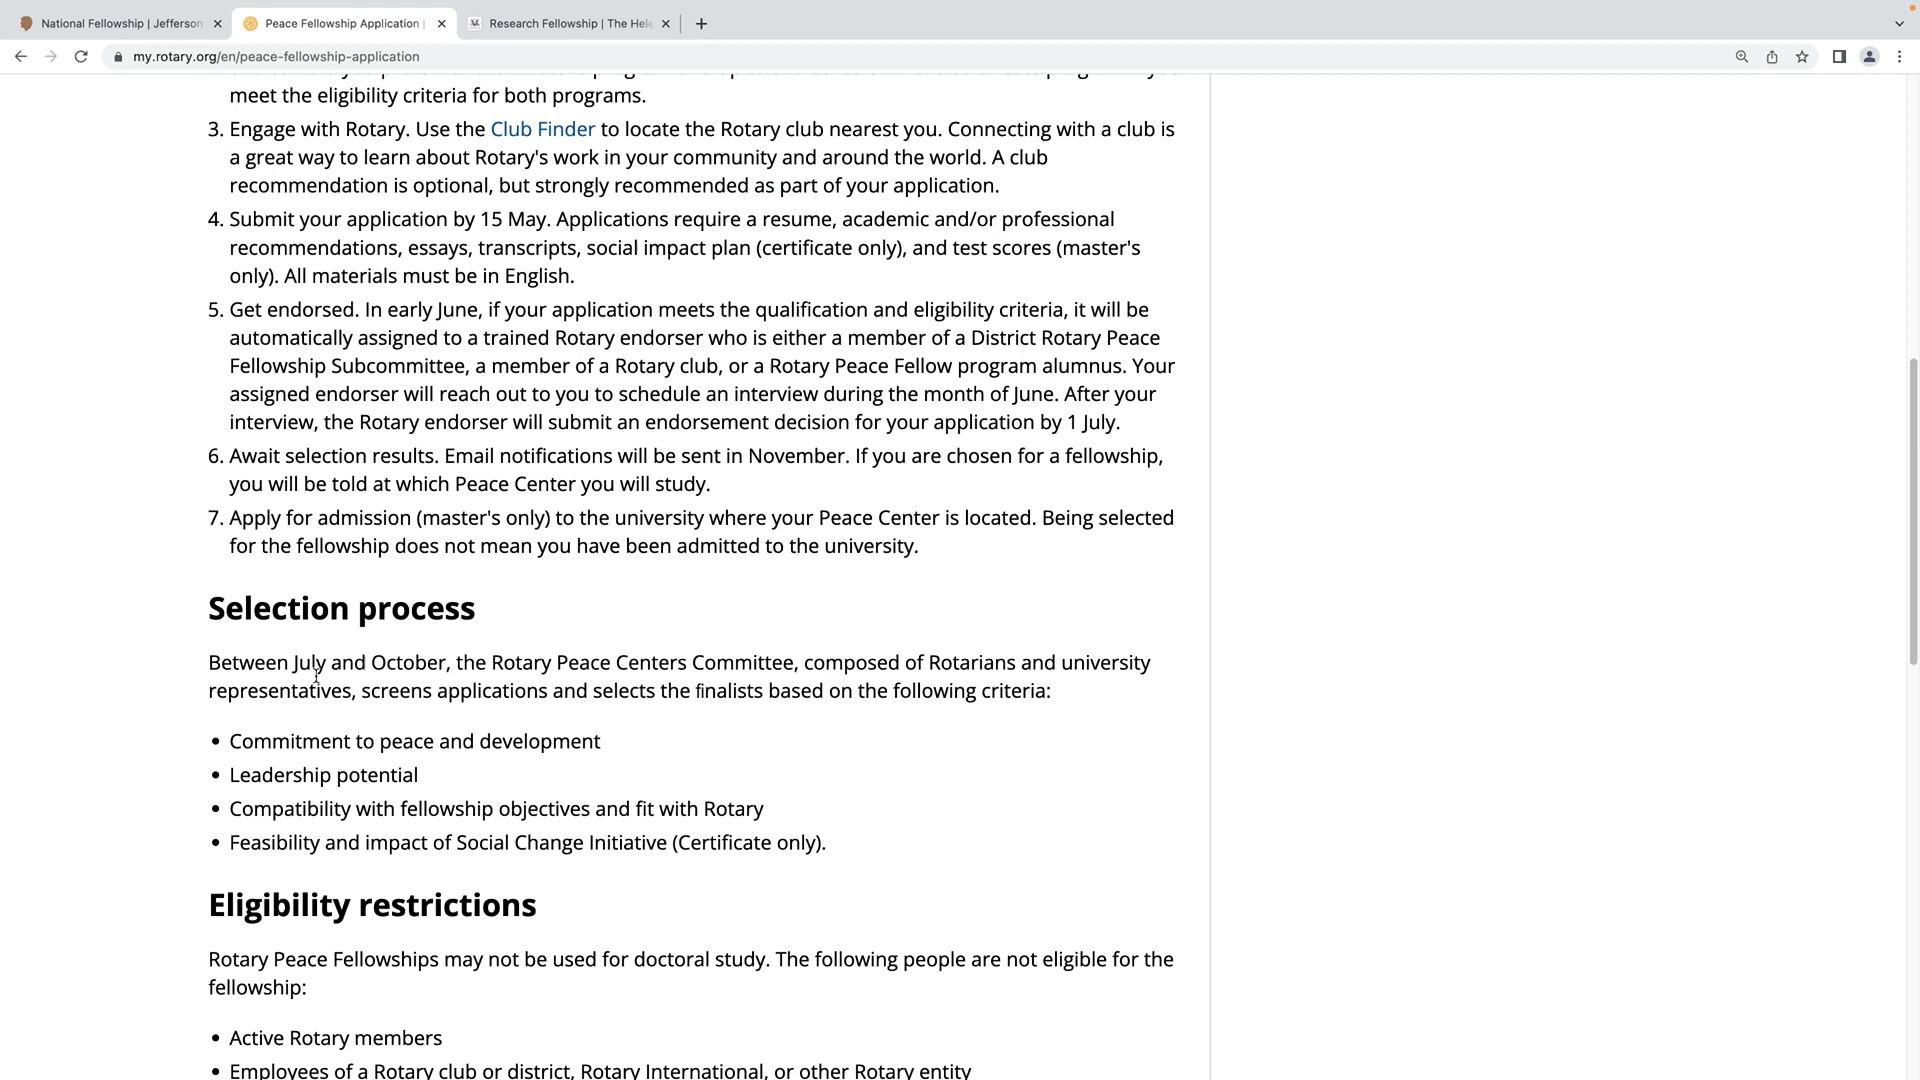 National Fellowship | Jefferson
Peace Fellowship Application |
Research Fellowship | The Hele
my.rotary.org/en/peace-fellowship-application
meet the eligibility criteria for both programs.
3. Engage with Rotary. Use the Club Finder to locate the Rotary club nearest you. Connecting with a club is
a great way to learn about Rotary's work in your community and around the world. A club
recommendation is optional, but strongly recommended as part of your application.
4. Submit your application by 15 May. Applications require a resume, academic and/or professional
recommendations, essays, transcripts, social impact plan (certificate only), and test scores (master's
only). All materials must be in English.
5. Get endorsed. In early June, if your application meets the qualification and eligibility criteria, it will be
automatically assigned to a trained Rotary endorser who is either a member of a District Rotary Peace
Fellowship Subcommittee, a member of a Rotary club, or a Rotary Peace Fellow program alumnus. Your
assigned endorser will reach out to you to schedule an interview during the month of June. After your
interview, the Rotary endorser will submit an endorsement decision for your application by 1 July.
6. Await selection results. Email notifications will be sent in November. If you are chosen for a fellowship,
you will be told at which Peace Center you will study.
7. Apply for admission (master's only) to the university where your Peace Center is located. Being selected
for the fellowship does not mean you have been admitted to the university.
Selection process
Between July and October, the Rotary Peace Centers Committee, composed of Rotarians and university
representatives, screens applications and selects the finalists based on the following criteria:
• Commitment to peace and development
• Leadership potential
• Compatibility with fellowship objectives and fit with Rotary
• Feasibility and impact of Social Change Initiative (Certificate only).
Eligibility restrictions
Rotary Peace Fellowships may not be used for doctoral study. The following people are not eligible for the
fellowship:
• Active Rotary members
• Employees of a Rotary club or district, Rotary International, or other Rotary entity